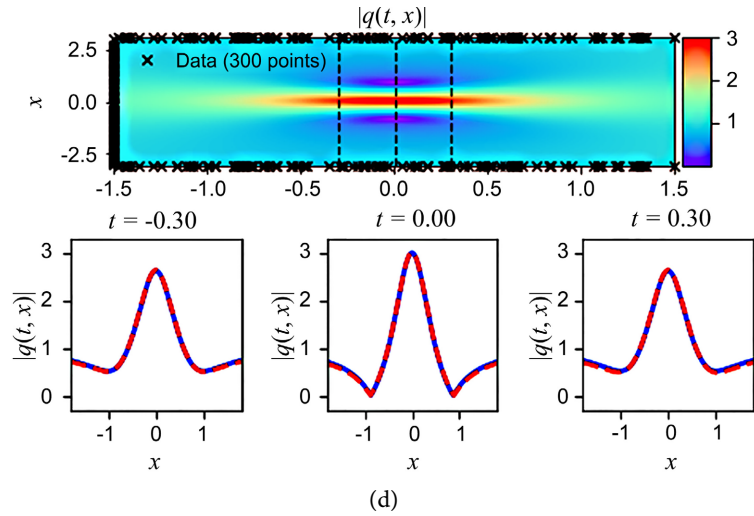 |q(t, x)|
2.5
0.0
-2.5
x
Data (300 points)
3
2
1
-1.5 -1.0 -0.5 0.0 0.5 1.0 1.5
t = -0.30 t = 0.00 t = 0.30
3 3 3
2 2 2
1 1 1
0 0 0
|q(t, x)| |q(t, x)| |q(t, x)|
-1 0 1 -1 0 1 -1 0 1
x x x
(d)